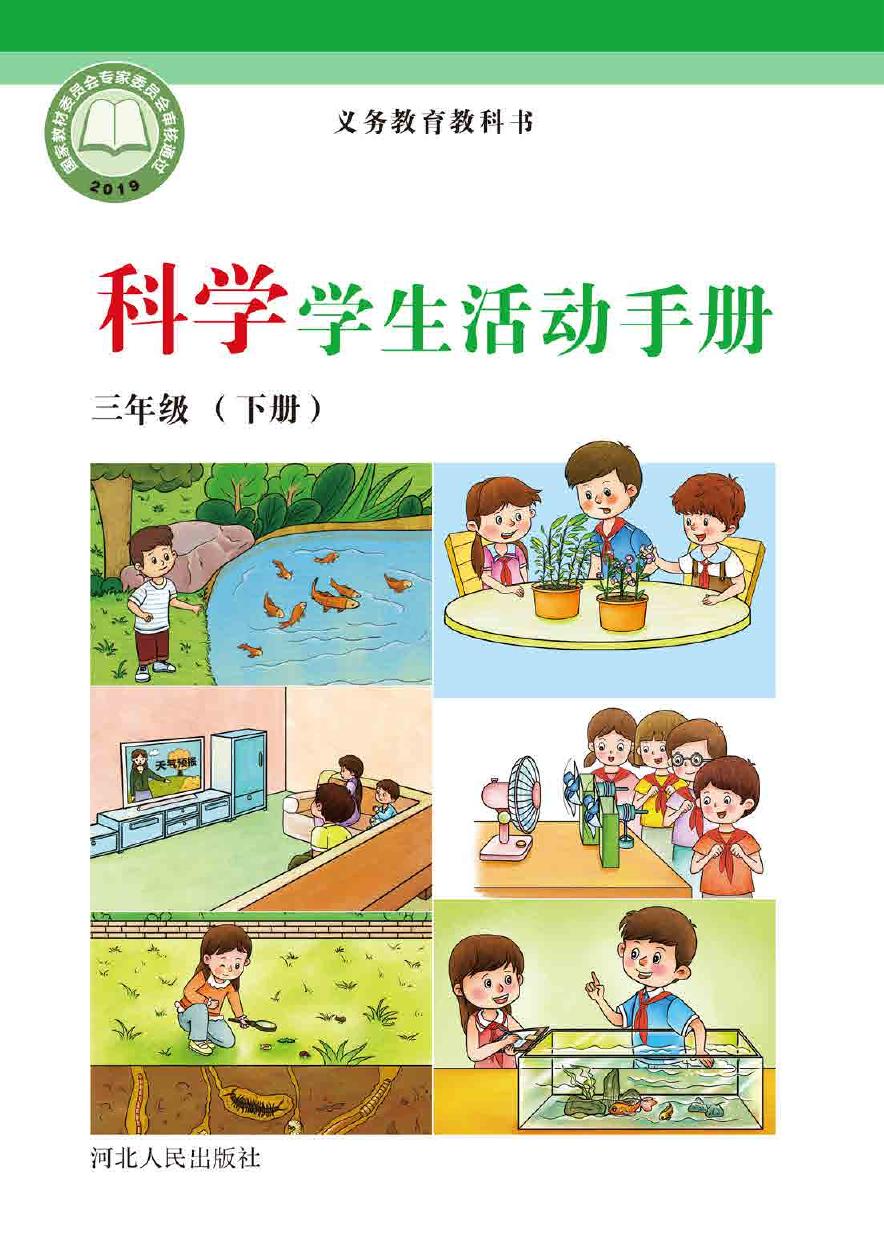 国家教材委员会专家委员会审核通过
2019
义务教育教科书
科学学生活动手册
三年级（下册）
天气预报
河北人民出版社